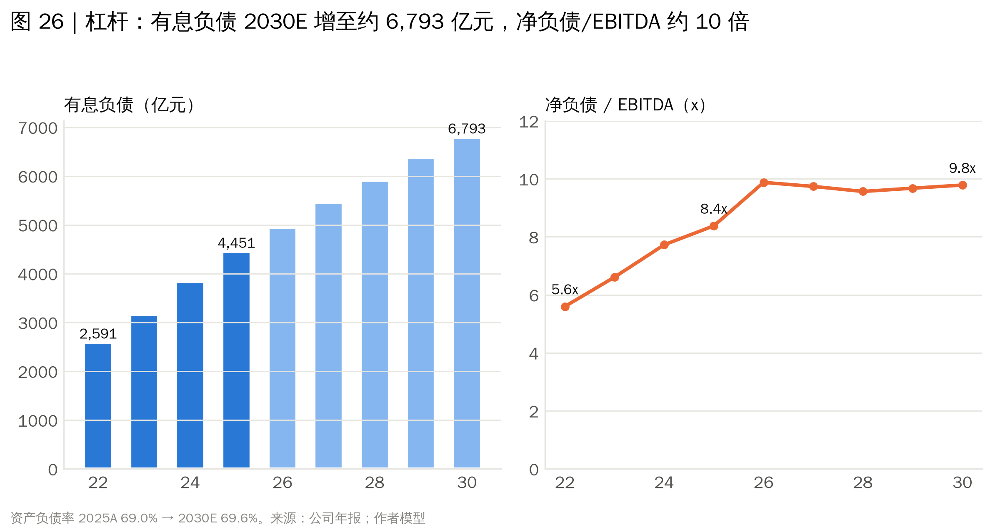 图 26｜杠杆：有息负债 2030E 增至约 6,793 亿元，净负债/EBITDA 约 10 倍
有息负债（亿元）
7000
6000
5000
4000
3000
2000
1000
0
2,591
4,451
6,793
22 24 26 28 30
净负债 / EBITDA（x）
12
10
8
6
4
2
0
5.6x
8.4x
9.8x
22 24 26 28 30
资产负债率 2025A 69.0% → 2030E 69.6%。来源：公司年报；作者模型